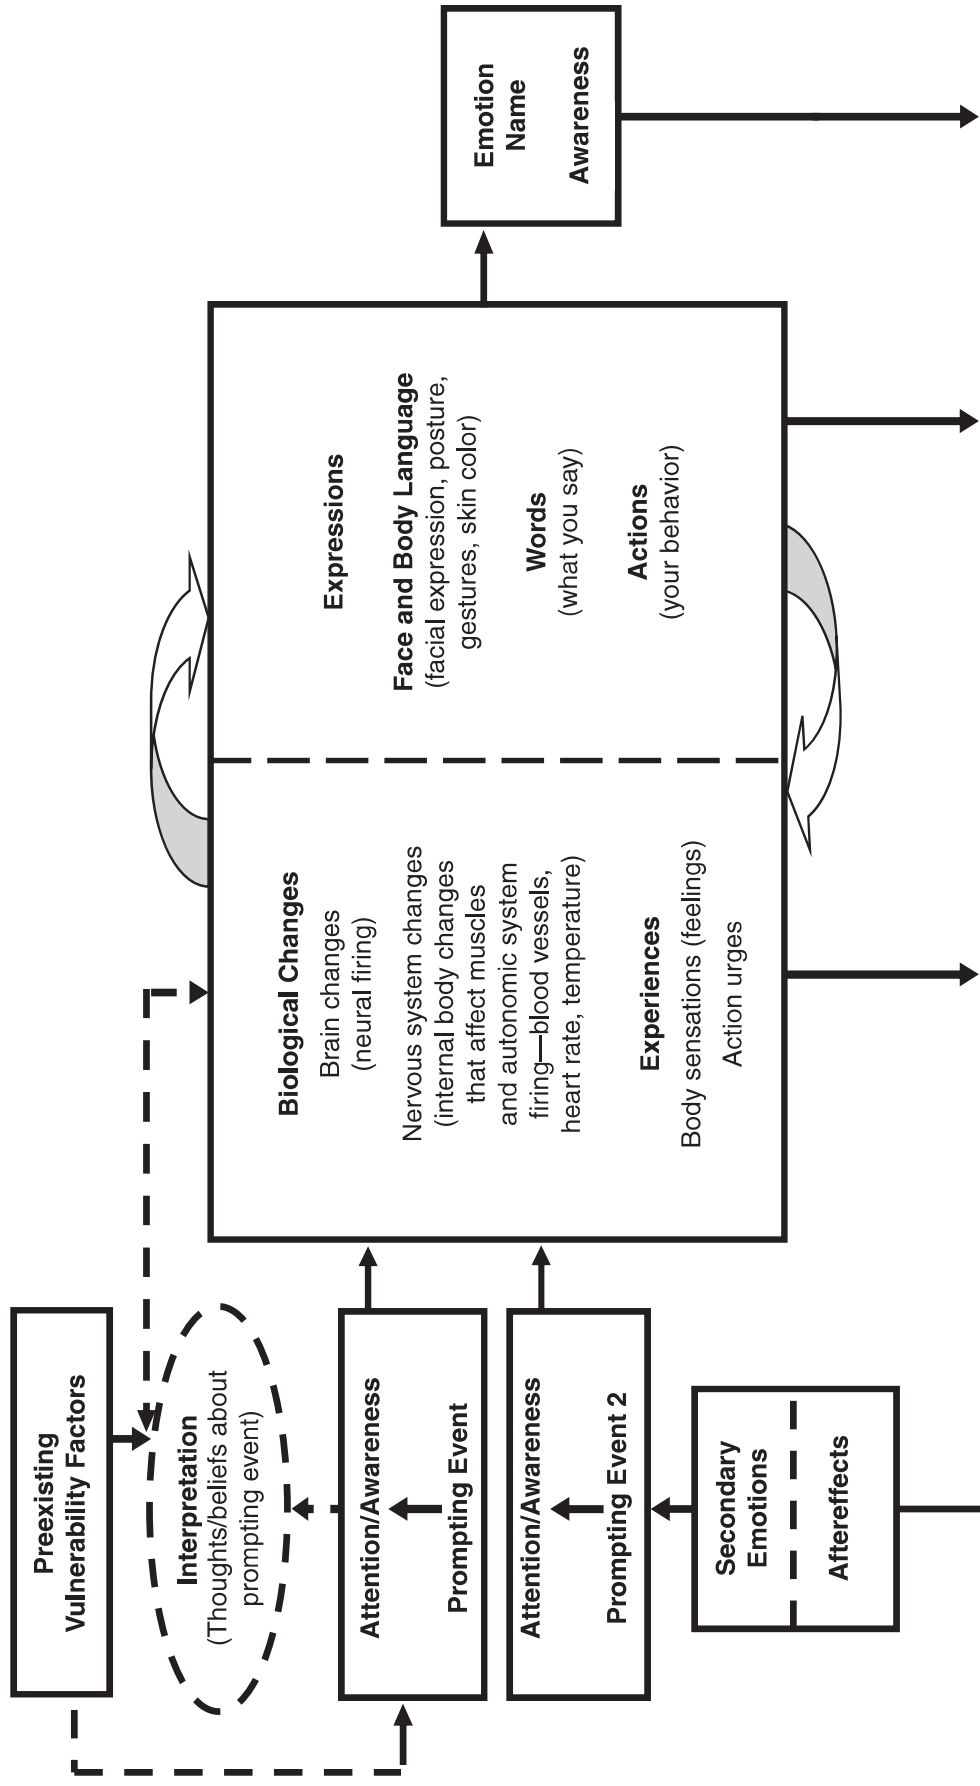 Preexisting
Vulnerability Factors
Interpretation
(Thoughts/beliefs about
prompting event)
Attention/Awareness
Prompting Event
Attention/Awareness
Prompting Event 2
Secondary
Emotions
Aftereffects
Biological Changes
Brain changes
(neural firing)
Nervous system changes
(internal body changes
that affect muscles
and autonomic system
firing—blood vessels,
heart rate, temperature)
Experiences
Body sensations (feelings)
Action urges
Expressions
Face and Body Language
(facial expression, posture,
gestures, skin color)
Words
(what you say)
Actions
(your behavior)
Emotion
Name
Awareness